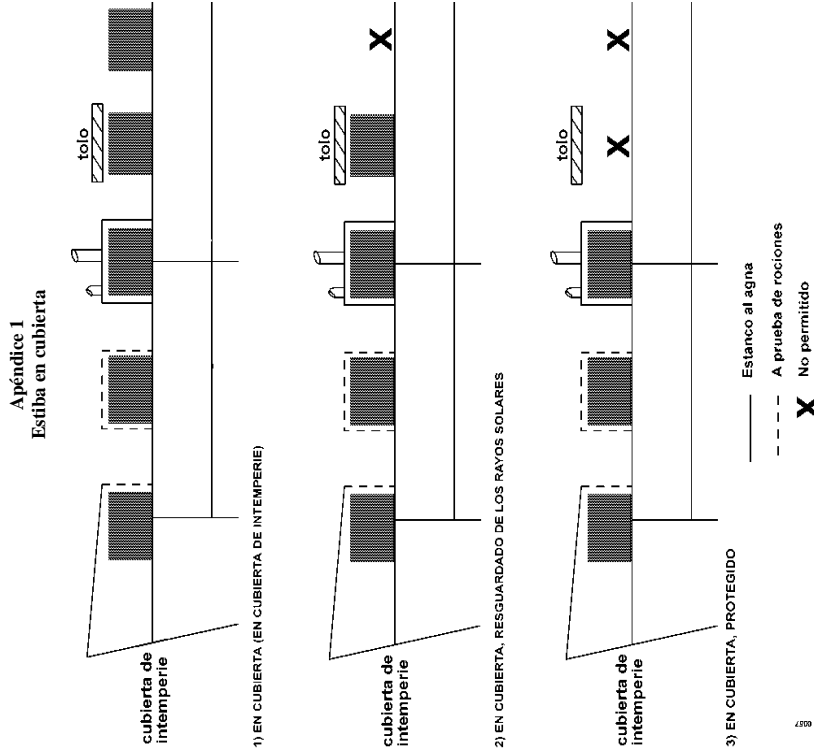 Apéndice 1
Estiba en cubierta
tolo
cubierta de
intemperie
1) EN CUBIERTA (EN CUBIERTA DE INTEMPERIE)
tolo
X
cubierta de
intemperie
2) EN CUBIERTA, RESGUARDADO DE LOS RAYOS SOLARES
tolo
X
X
cubierta de
intemperie
3) EN CUBIERTA, PROTEGIDO
Estanco al agna
A prueba de rociones
X No permitido